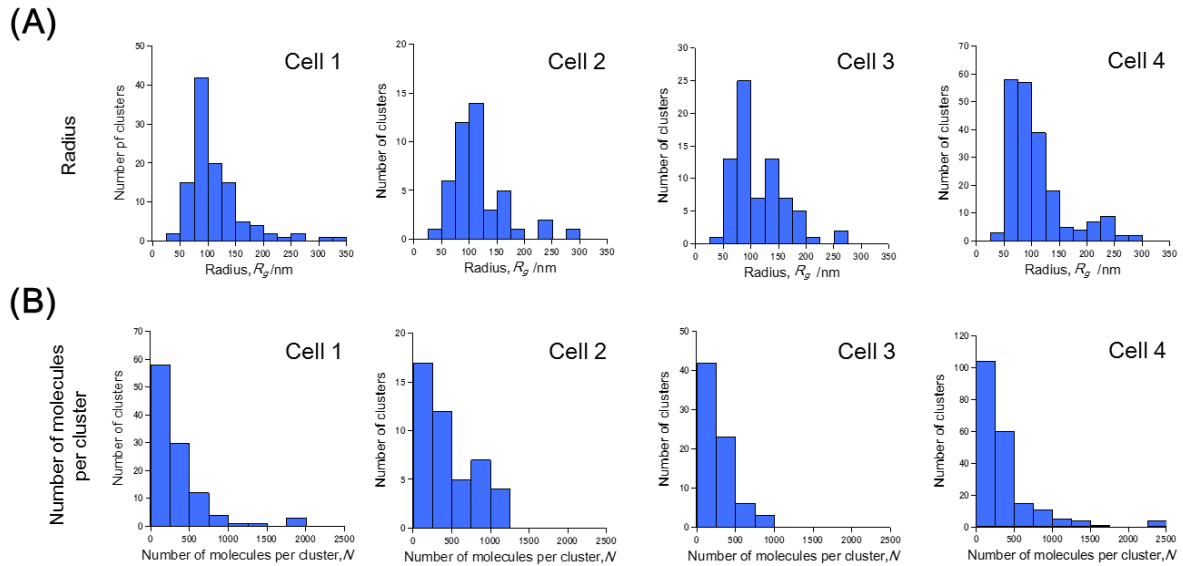 (A)
Radius
Cell 1
Number pf clusters
50
40
30
20
10
0
0 50 100 150 200 250 300 350
Radius, Rg /nm
Cell 2
Number of clusters
20
15
10
5
0
0 50 100 150 200 250 300 350
Radius, Rg /nm
Cell 3
Number of clusters
30
25
20
15
10
5
0
0 50 100 150 200 250 300 350
Radius, Rg /nm
Cell 4
Number of clusters
70
60
50
40
30
20
10
0
0 50 100 150 200 250 300 350
Radius, Rg /nm
(B)
Number of molecules
per cluster
Cell 1
Number of clusters
70
60
50
40
30
20
10
0
0 500 1000 1500 2000 2500
Number of molecules per cluster, N
Cell 2
Number of clusters
20
15
10
5
0
0 500 1000 1500 2000 2500
Number of molecules per cluster, N
Cell 3
Number of clusters
50
40
30
20
10
0
0 500 1000 1500 2000 2500
Number of molecules per cluster, N
Cell 4
Number of clusters
120
100
80
60
40
20
0
0 500 1000 1500 2000 2500
Number of molecules per cluster, N